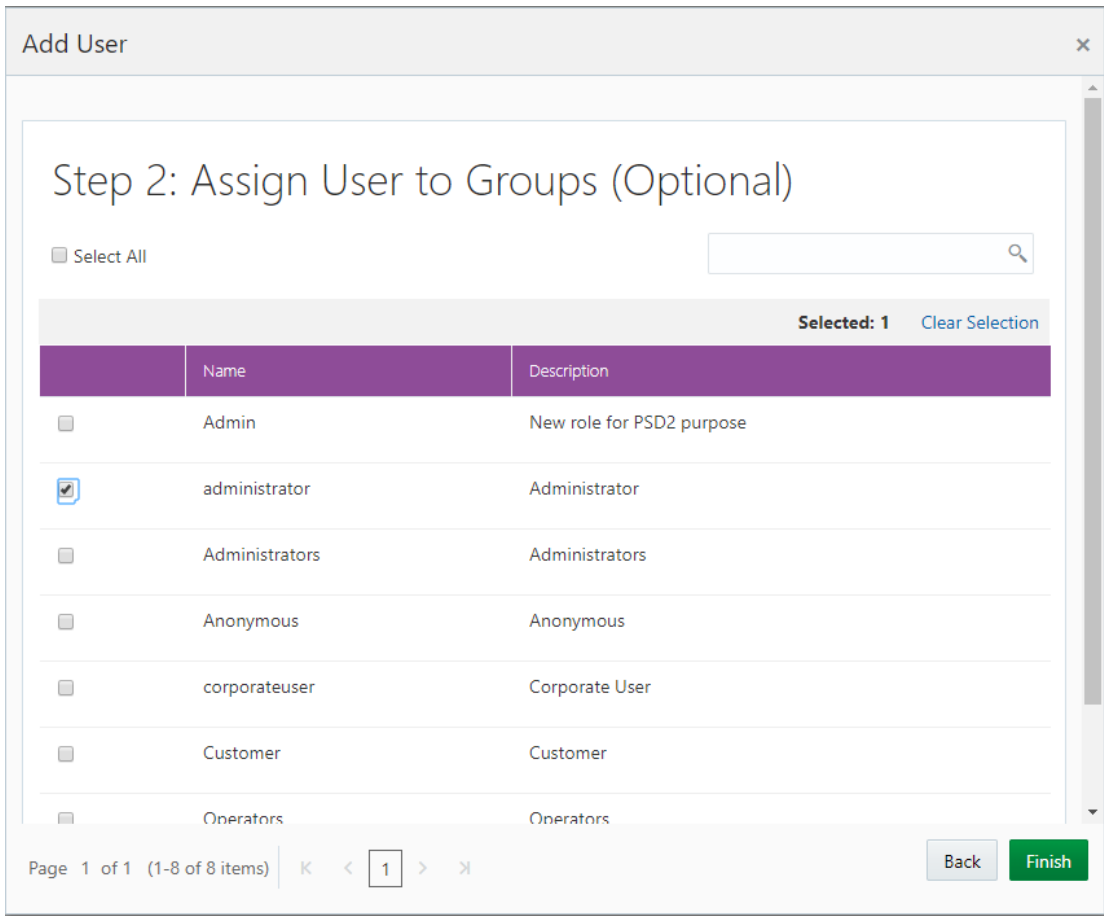 Add User ×
Step 2: Assign User to Groups (Optional)
Select All
Selected: 1 Clear Selection
Name Description
Admin New role for PSD2 purpose
administrator Administrator
Administrators Administrators
Anonymous Anonymous
corporateuser Corporate User
Customer Customer
Operators Operators
Page 1 of 1 (1-8 of 8 items) 1 Back Finish